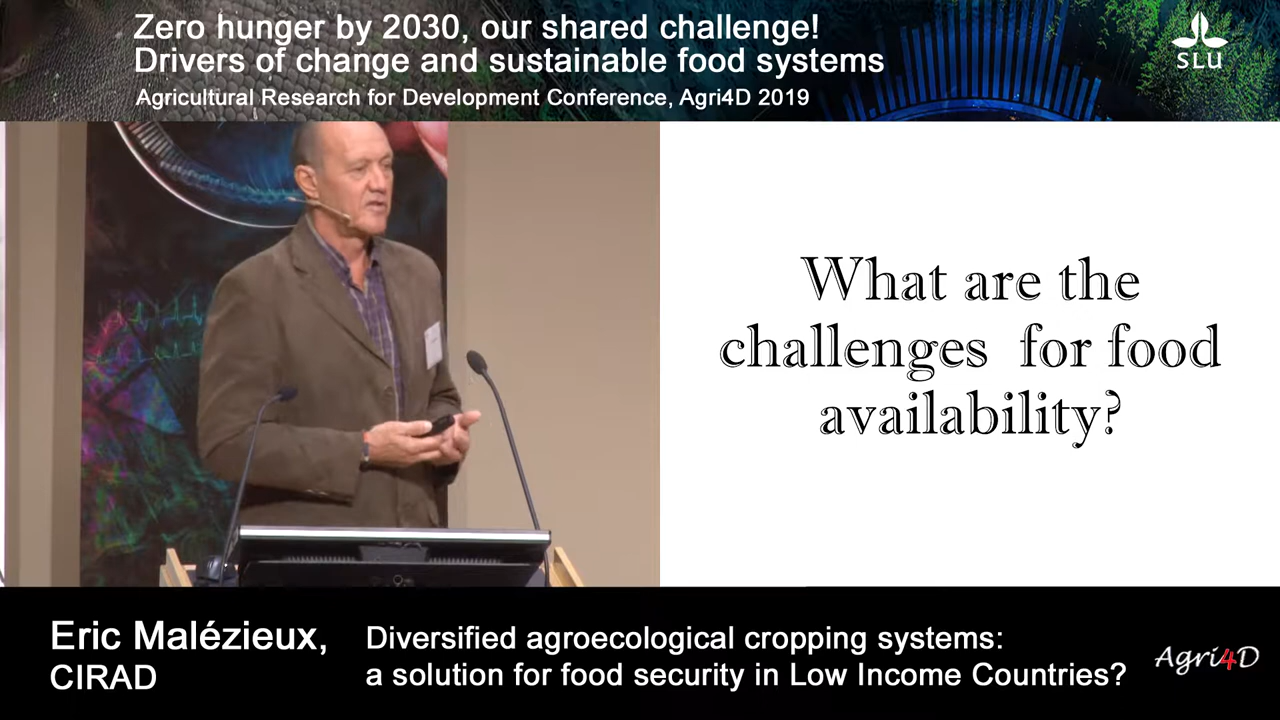 Zero hunger by 2030, our shared challenge!
Drivers of change and sustainable food systems
Agricultural Research for Development Conference, Agri4D 2019
SLU
What are the
challenges for food
availability?
Eric Malézieux,
CIRAD
Diversified agroecological cropping systems:
a solution for food security in Low Income Countries?
Agri4D